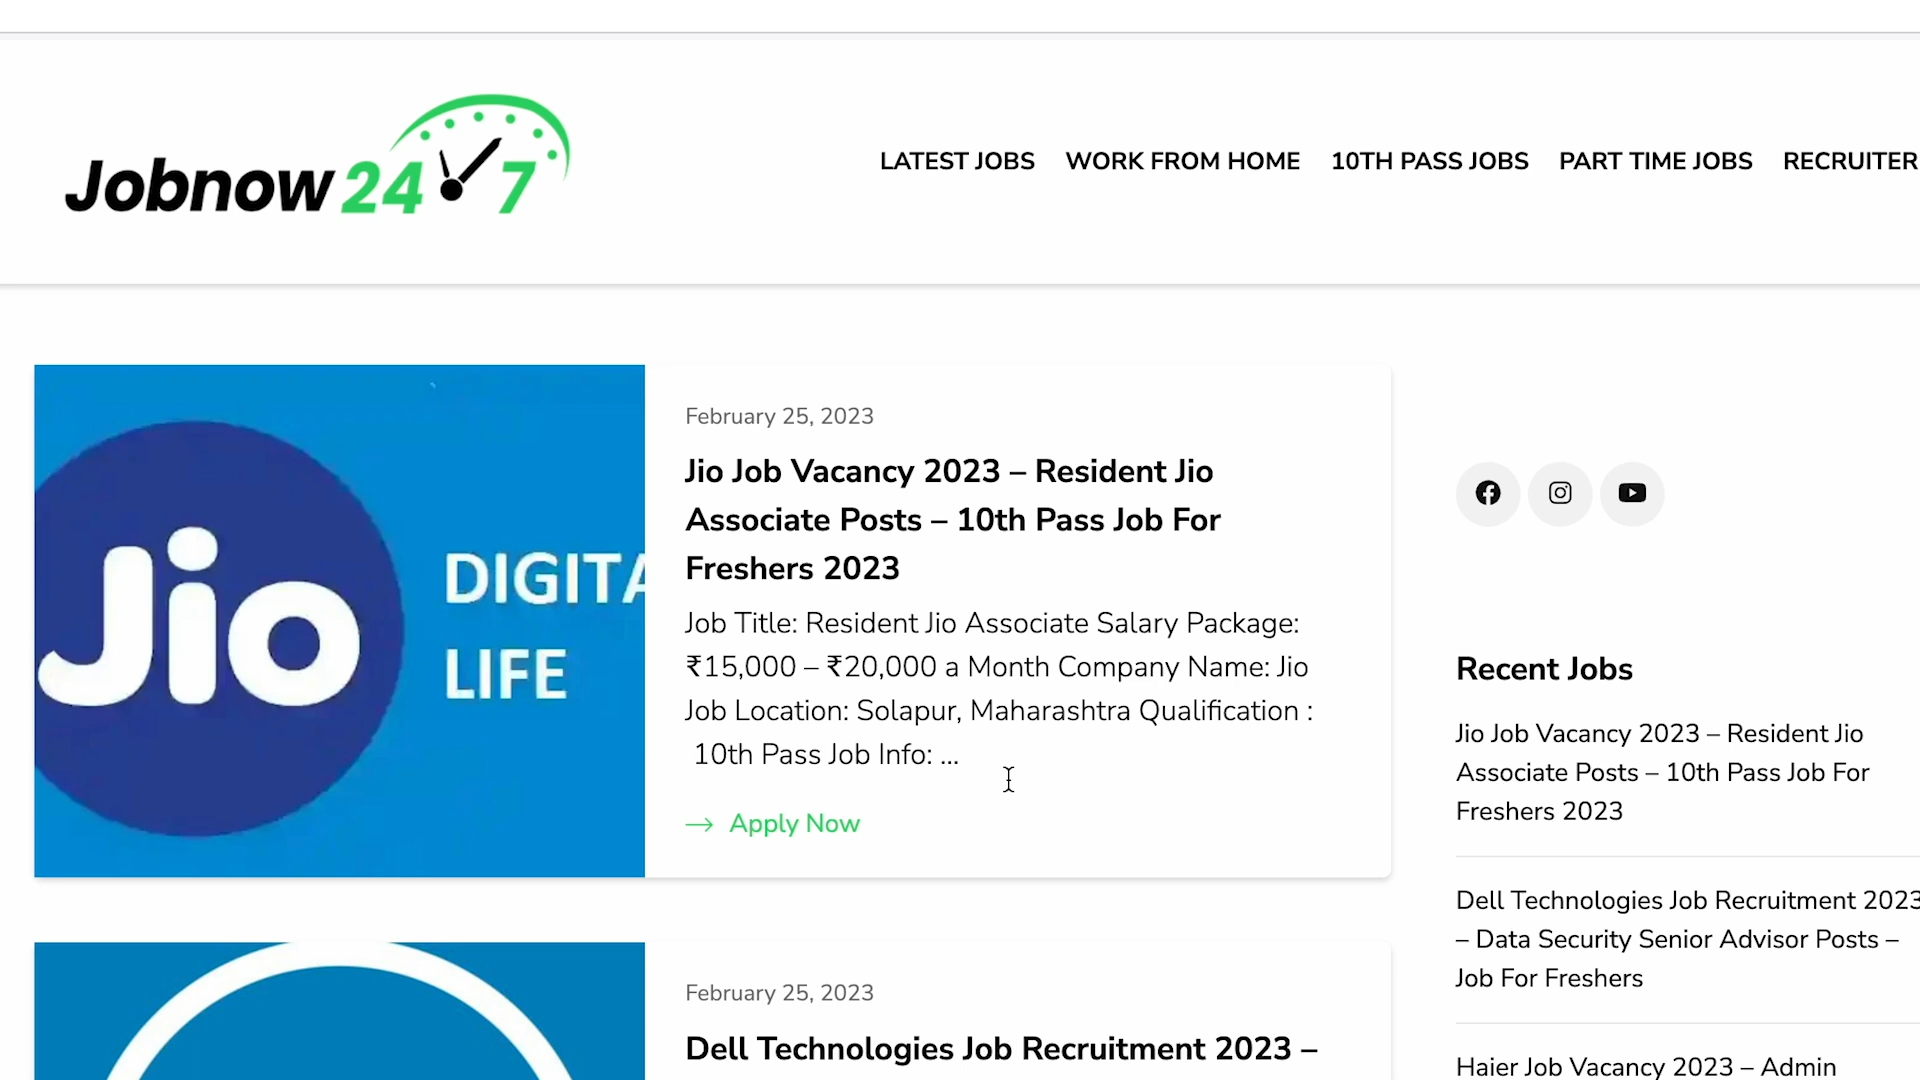 Jobnow 24 7
LATEST JOBS WORK FROM HOME 10TH PASS JOBS PART TIME JOBS RECRUITER
Jio
DIGITA
LIFE
February 25, 2023
Jio Job Vacancy 2023 – Resident Jio
Associate Posts – 10th Pass Job For
Freshers 2023
Job Title: Resident Jio Associate Salary Package:
₹15,000 – ₹20,000 a Month Company Name: Jio
Job Location: Solapur, Maharashtra Qualification :
10th Pass Job Info: ...
Apply Now
February 25, 2023
Dell Technologies Job Recruitment 2023 –
Recent Jobs
Jio Job Vacancy 2023 – Resident Jio
Associate Posts – 10th Pass Job For
Freshers 2023
Dell Technologies Job Recruitment 2023
– Data Security Senior Advisor Posts –
Job For Freshers
Haier Job Vacancy 2023 – Admin